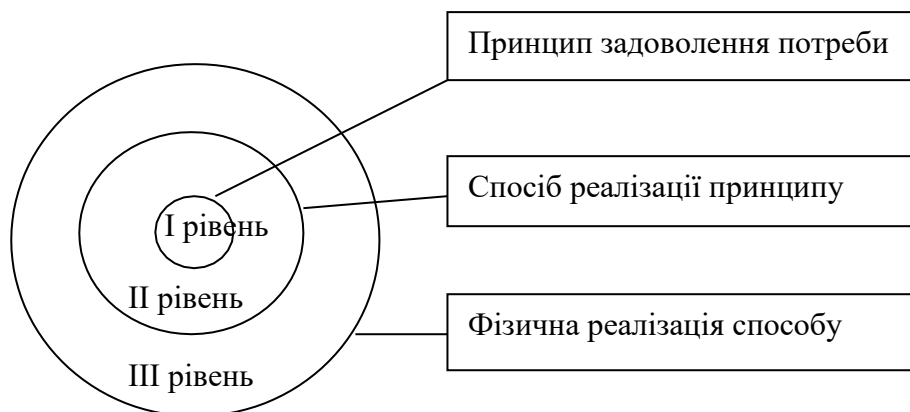 Принцип задоволення потреби
Спосіб реалізації принципу
І рівень
ІІ рівень
Фізична реалізація способу
ІІІ рівень